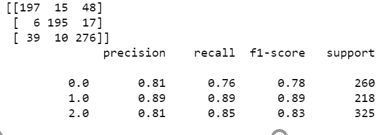 [[197 15 48]
[ 6 195 17]
[ 39 10 276]]
precision recall f1-score support
0.0 0.81 0.76 0.78 260
1.0 0.89 0.89 0.89 218
2.0 0.81 0.85 0.83 325